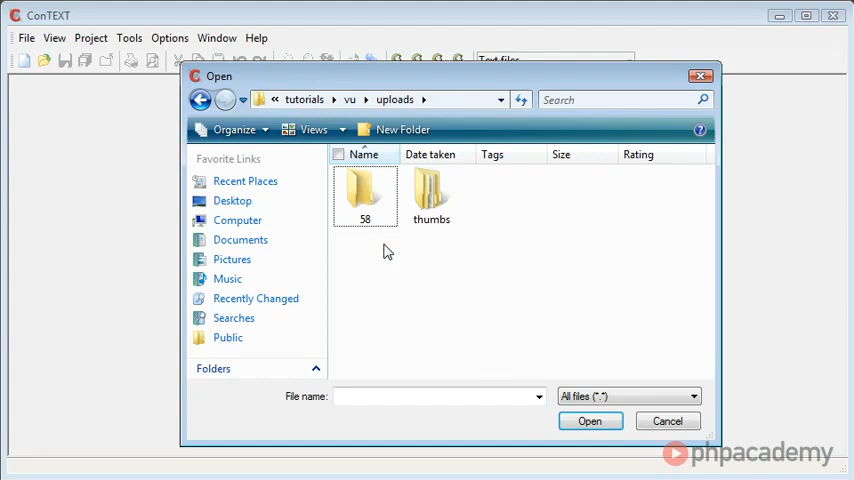 ConTEXT
File View Project Tools Options Window Help
Text files
Open
tutorials vu uploads Search
Organize Views New Folder
Favorite Links
Name Date taken Tags Size Rating
Recent Places
Desktop
Computer
Documents
Pictures
Music
Recently Changed
Searches
Public
Folders
58 thumbs
File name: All files (*.*)
Open Cancel
phpacademy